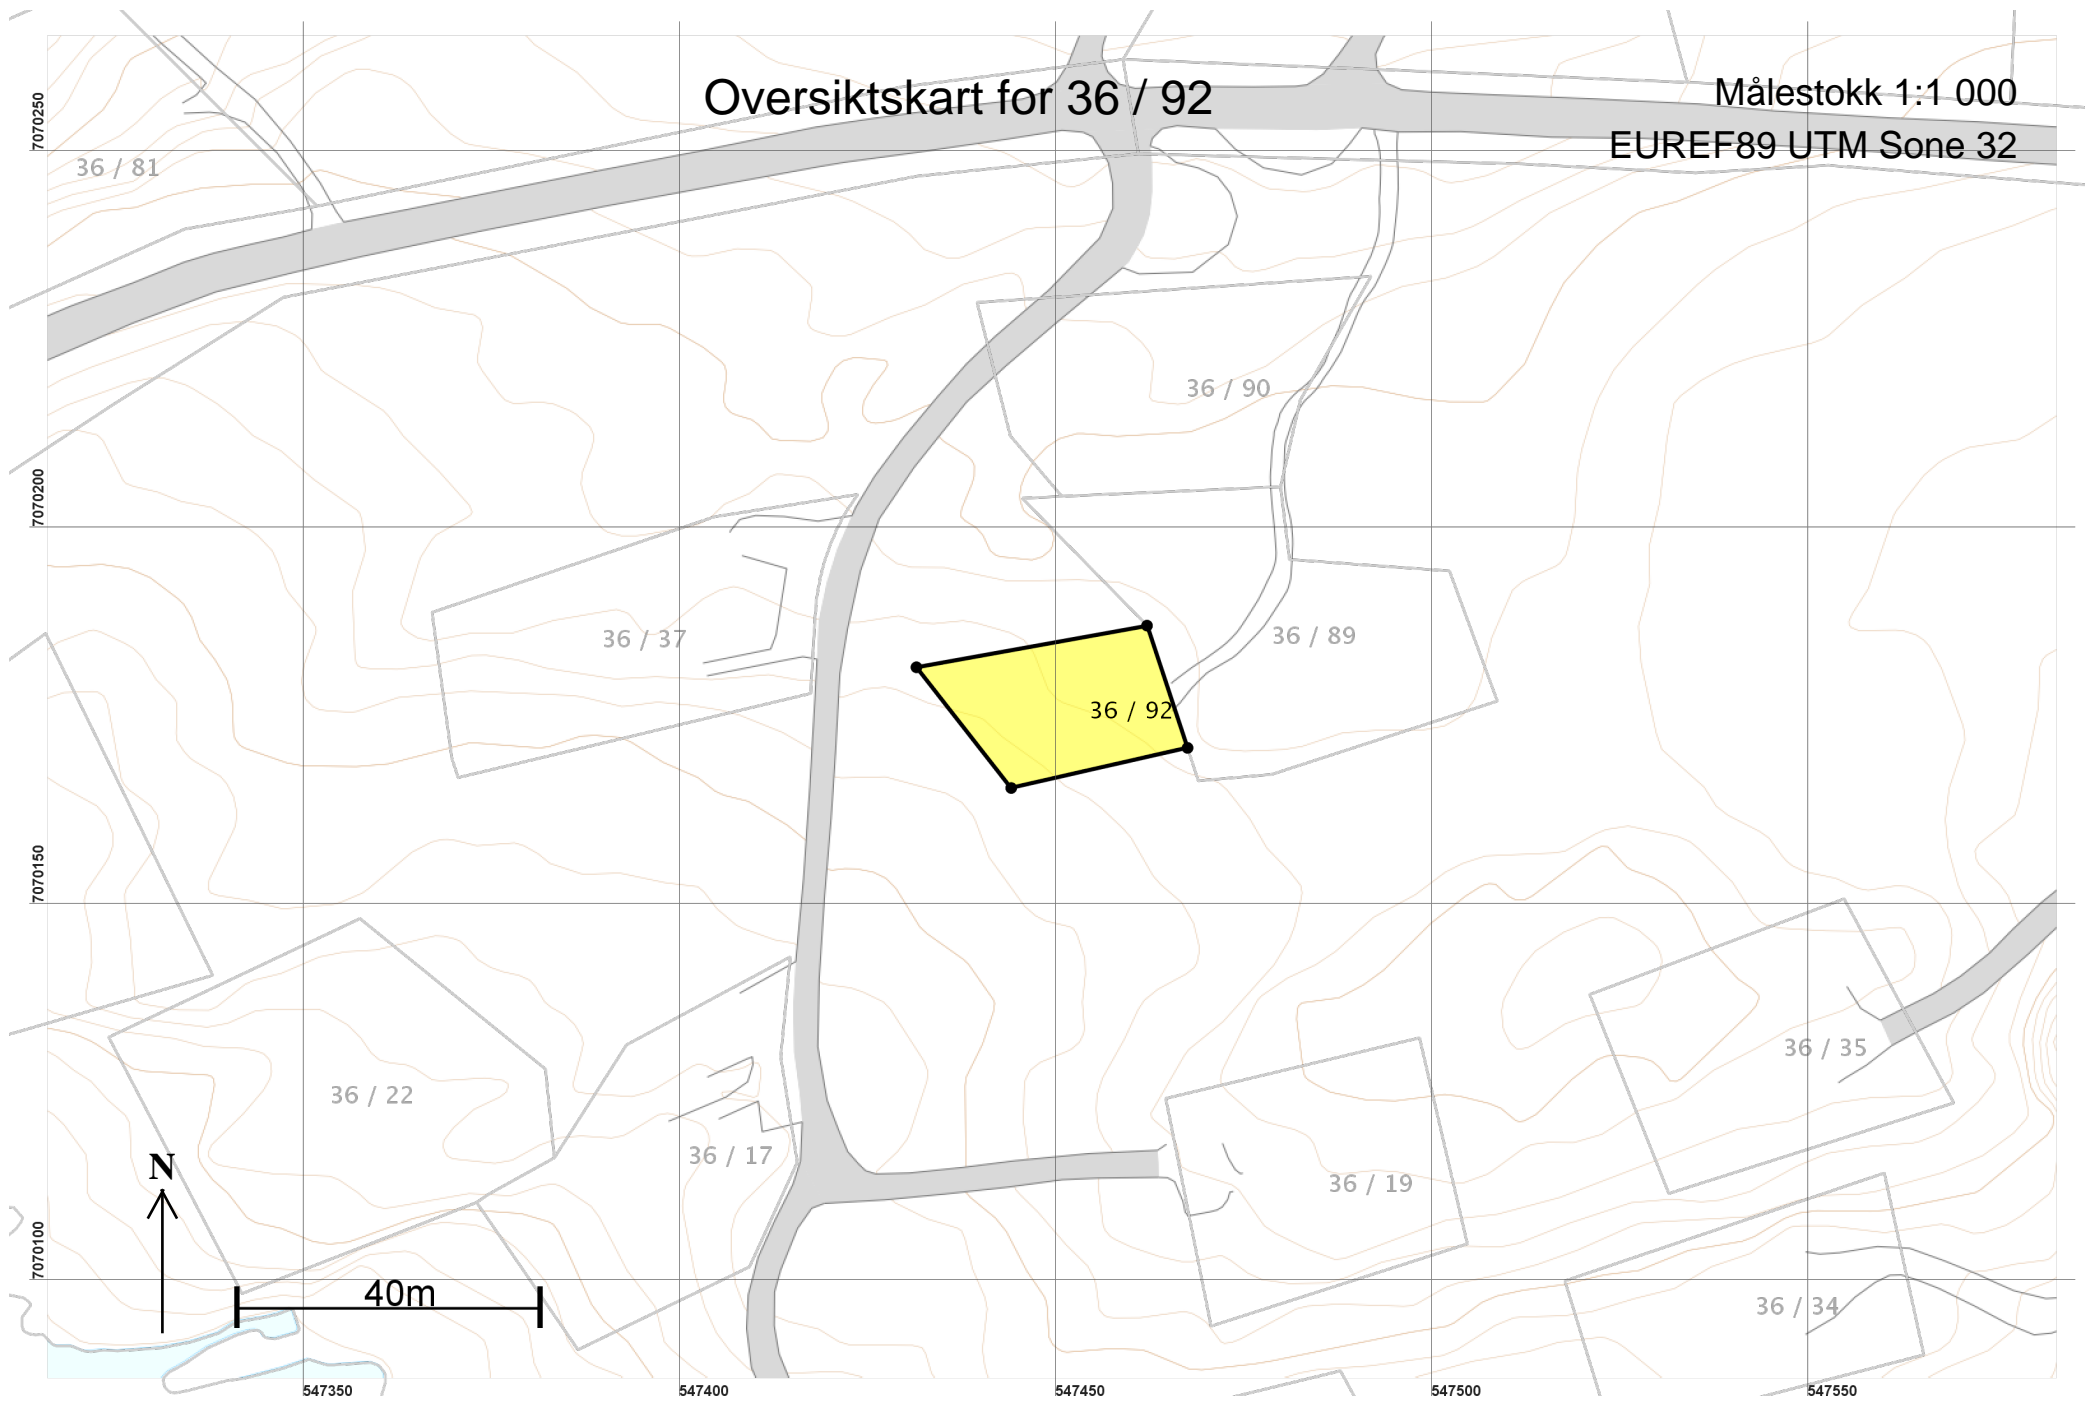 Oversiktskart for 36 / 92
Målestokk 1:1 000
EUREF89 UTM Sone 32
7070250
36 / 81
36 / 90
7070200
36 / 37
36 / 89
36 / 92
7070150
36 / 35
36 / 22
36 / 17
N
36 / 19
7070100
40m
36 / 34
547350
547400
547450
547500
547550